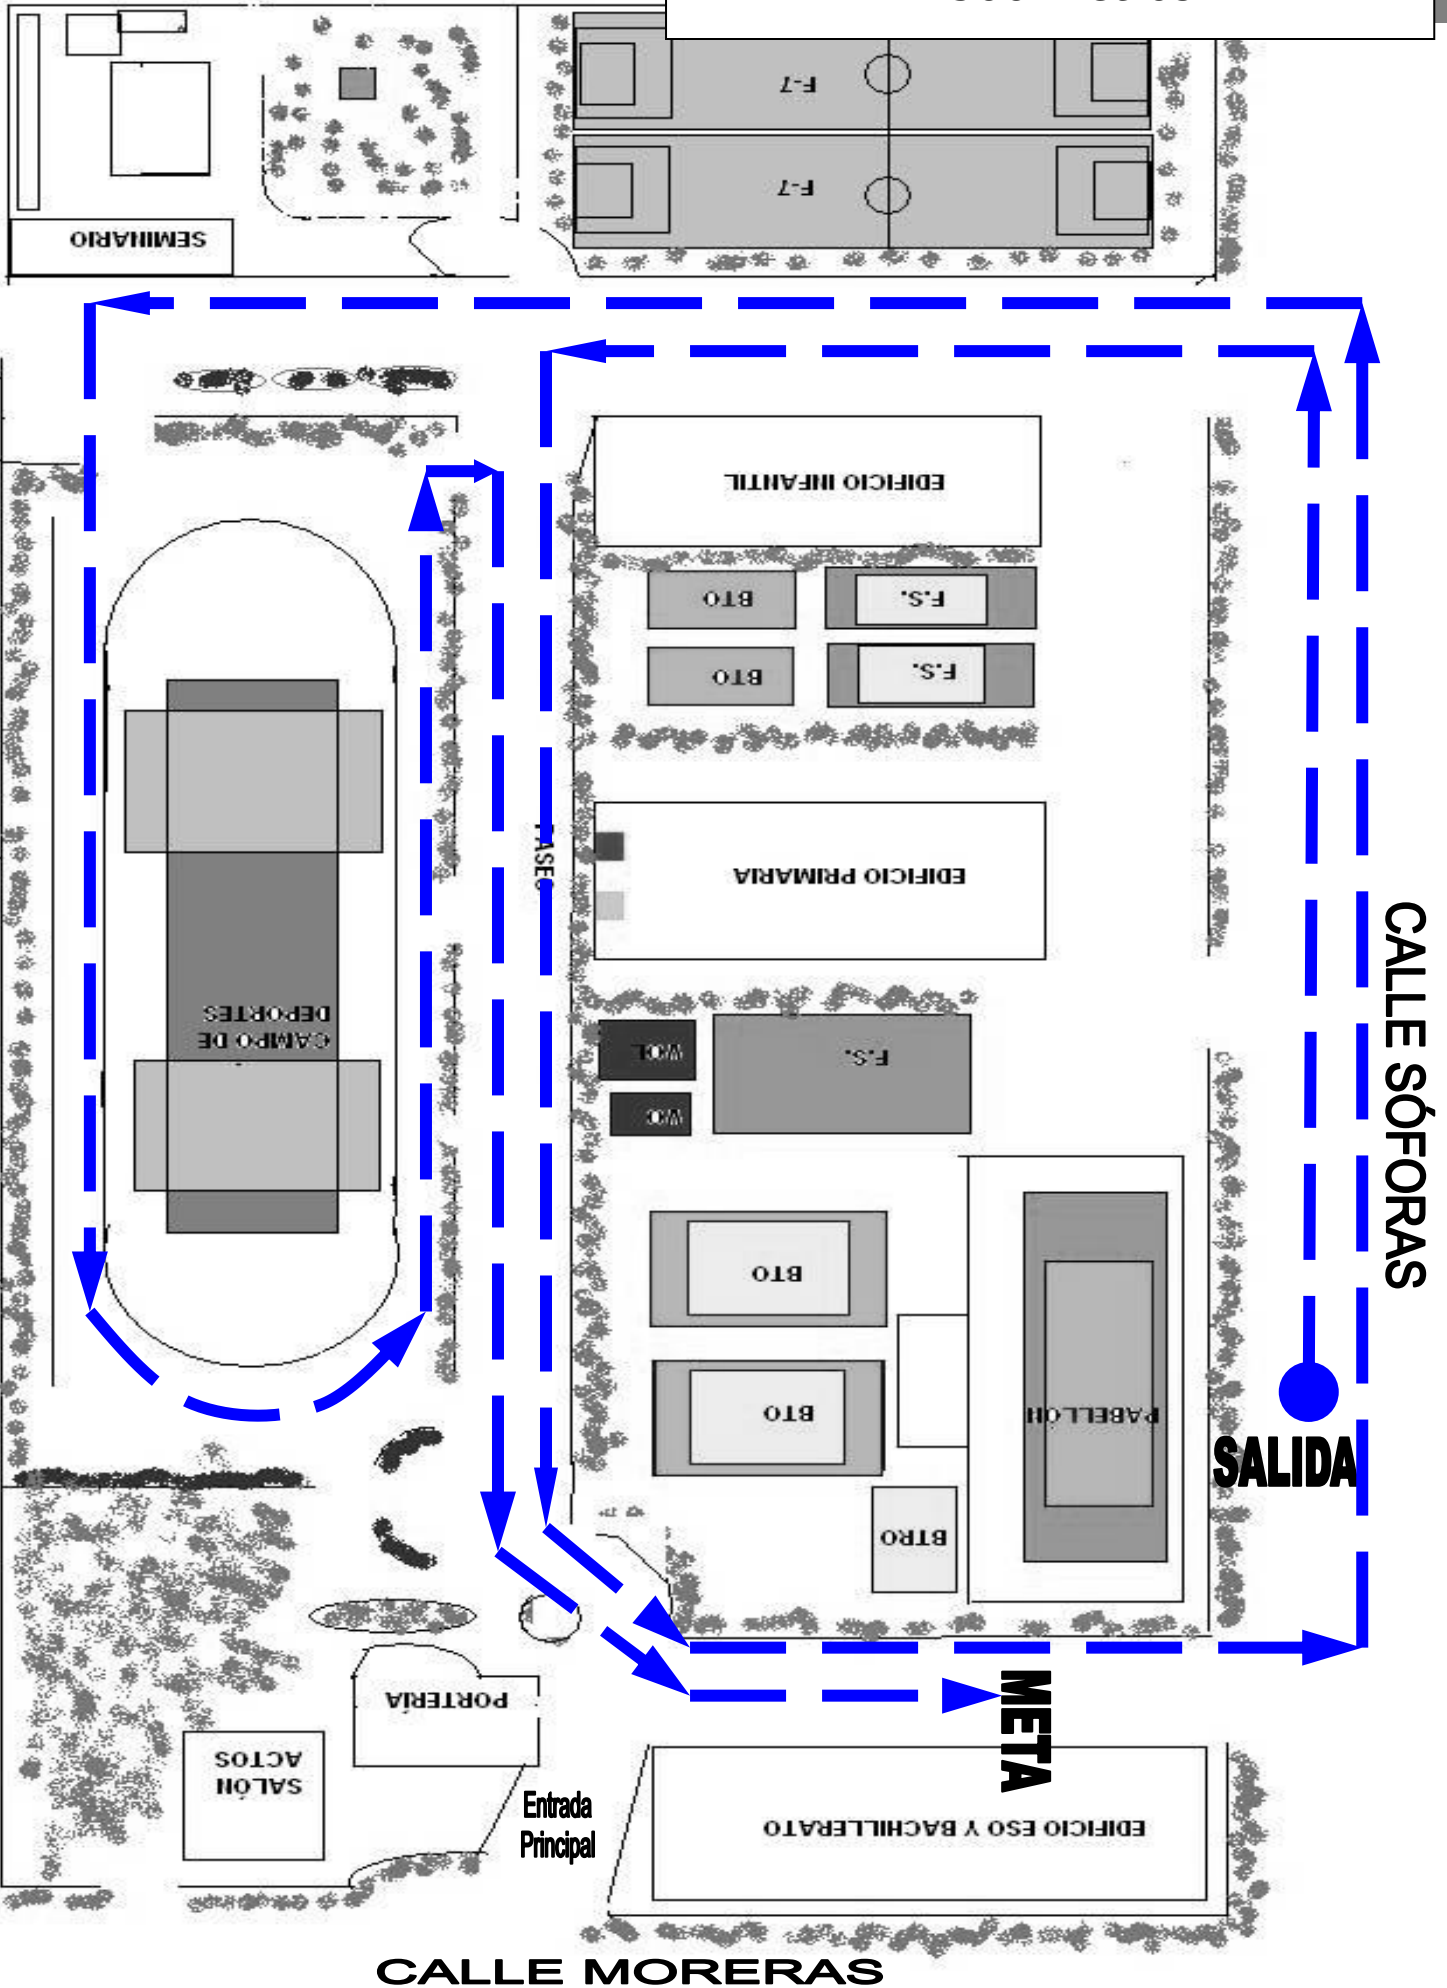 F-7
F-7
SEMINARIO
EDIFICIO INFANTIL
BTO
F.S.
BTO
F.S.
PASEO
EDIFICIO PRIMARIA
CALLE SÓFORAS
CAMPO DE
DEPORTES
VOL
F.S.
BTO
BTO
PABELLÓN
SALIDA
BTRO
META
PORTERÍA
SALÓN
ACTOS
Entrada
Principal
EDIFICIO ESO Y BACHILLERATO
CALLE MORERAS